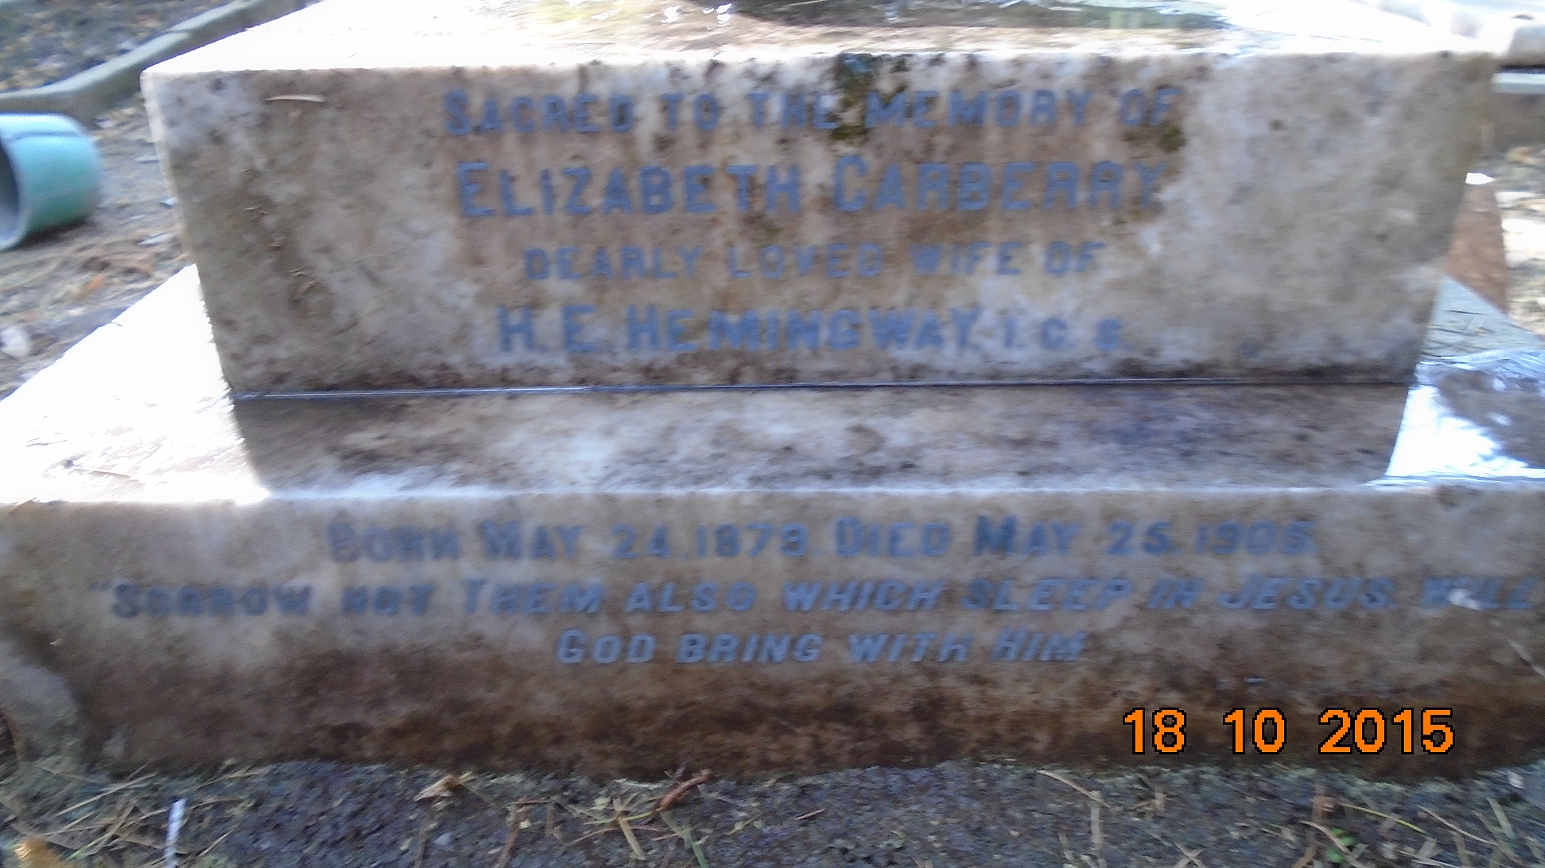 SACRED TO THE MEMORY OF
ELIZABETH CARBERRY
DEARLY LOVED WIFE OF
H. E. HEMINGWAY, I. C. S.
BORN MAY 24. 1879. DIED MAY 25. 1905.
"SORROW NOT THEM ALSO WHICH SLEEP IN JESUS WILL
GOD BRING WITH HIM
18 10 2015